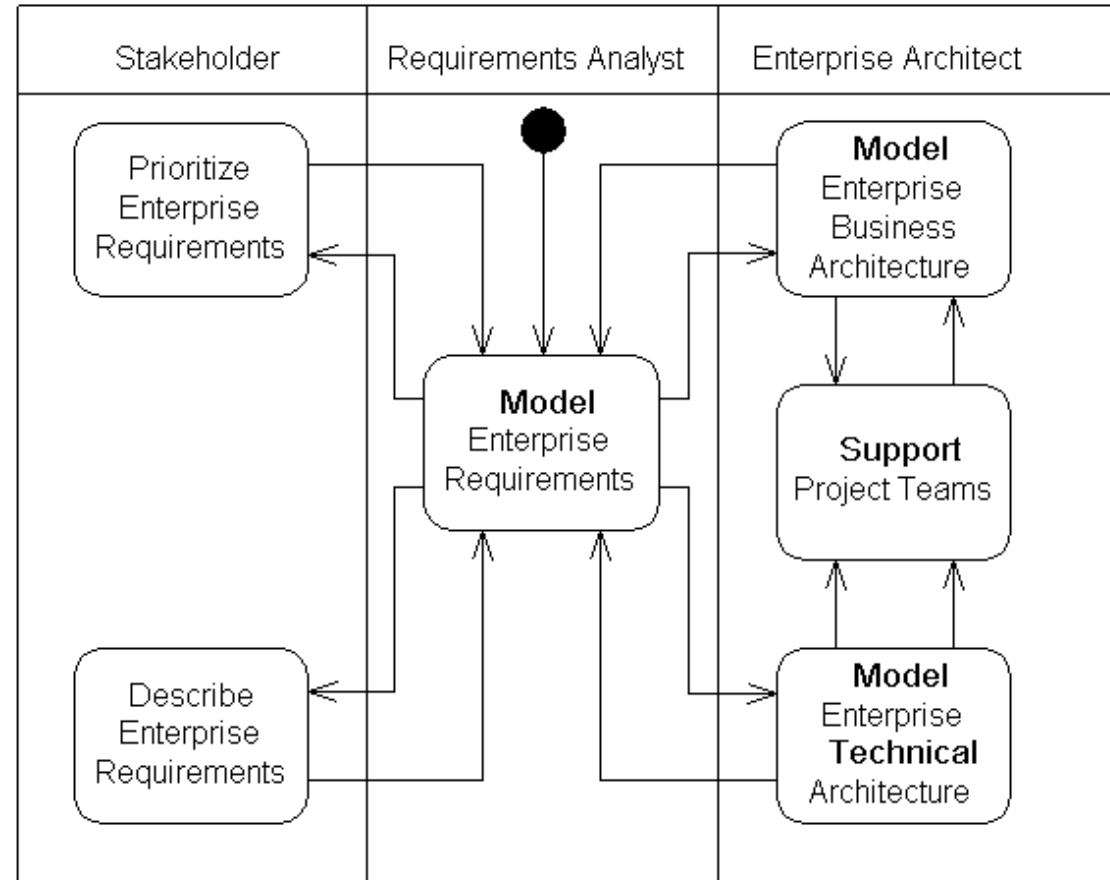 Stakeholder
Requirements Analyst
Enterprise Architect
Prioritize
Enterprise
Requirements
Model
Enterprise
Business
Architecture
Model
Enterprise
Requirements
Support
Project Teams
Describe
Enterprise
Requirements
Model
Enterprise
Technical
Architecture